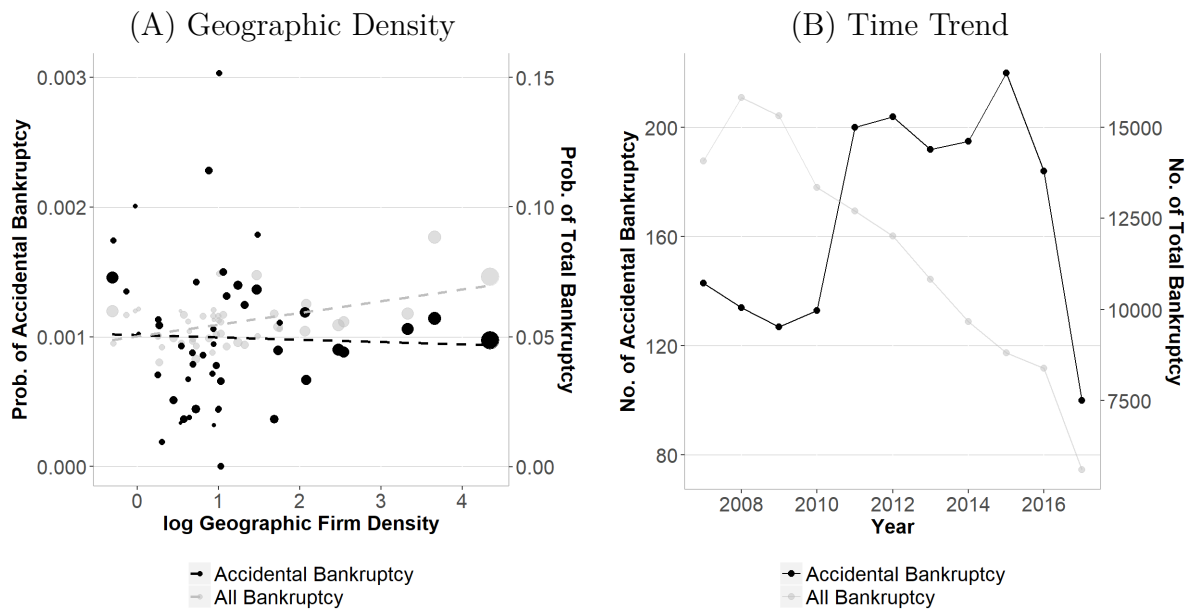 (A) Geographic Density
Prob. of Accidental Bankruptcy
0.003
0.002
0.001
0.000
0.15
0.10
0.05
0.00
Prob. of Total Bankruptcy
0 1 2 3 4
log Geographic Firm Density
Accidental Bankruptcy
All Bankruptcy
(B) Time Trend
No. of Accidental Bankruptcy
200
160
120
80
15000
12500
10000
7500
No. of Total Bankruptcy
2008 2010 2012 2014 2016
Year
Accidental Bankruptcy
All Bankruptcy